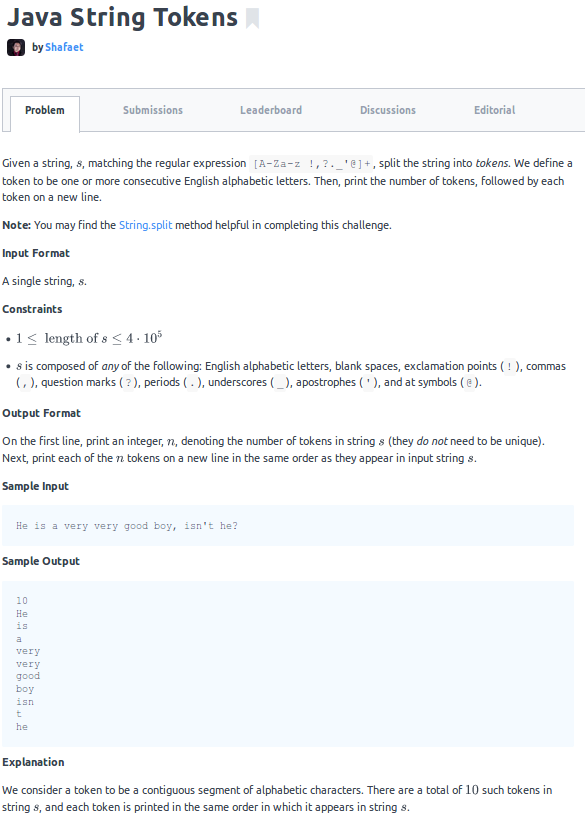 Java String Tokens
by Shafaet
Problem
Submissions
Leaderboard
Discussions
Editorial
Given a string, s, matching the regular expression [A-Za-z !,?._'@]+, split the string into tokens. We define a
token to be one or more consecutive English alphabetic letters. Then, print the number of tokens, followed by each
token on a new line.
Note: You may find the String.split method helpful in completing this challenge.
Input Format
A single string, s.
Constraints
• 1 ≤ length of s ≤ 4 · 10⁵
• s is composed of any of the following: English alphabetic letters, blank spaces, exclamation points (!), commas
(,), question marks (?), periods (.), underscores (_), apostrophes ('), and at symbols (@).
Output Format
On the first line, print an integer, n, denoting the number of tokens in string s (they do not need to be unique).
Next, print each of the n tokens on a new line in the same order as they appear in input string s.
Sample Input
He is a very very good boy, isn't he?
Sample Output
10
He
is
a
very
very
good
boy
isn
t
he
Explanation
We consider a token to be a contiguous segment of alphabetic characters. There are a total of 10 such tokens in
string s, and each token is printed in the same order in which it appears in string s.